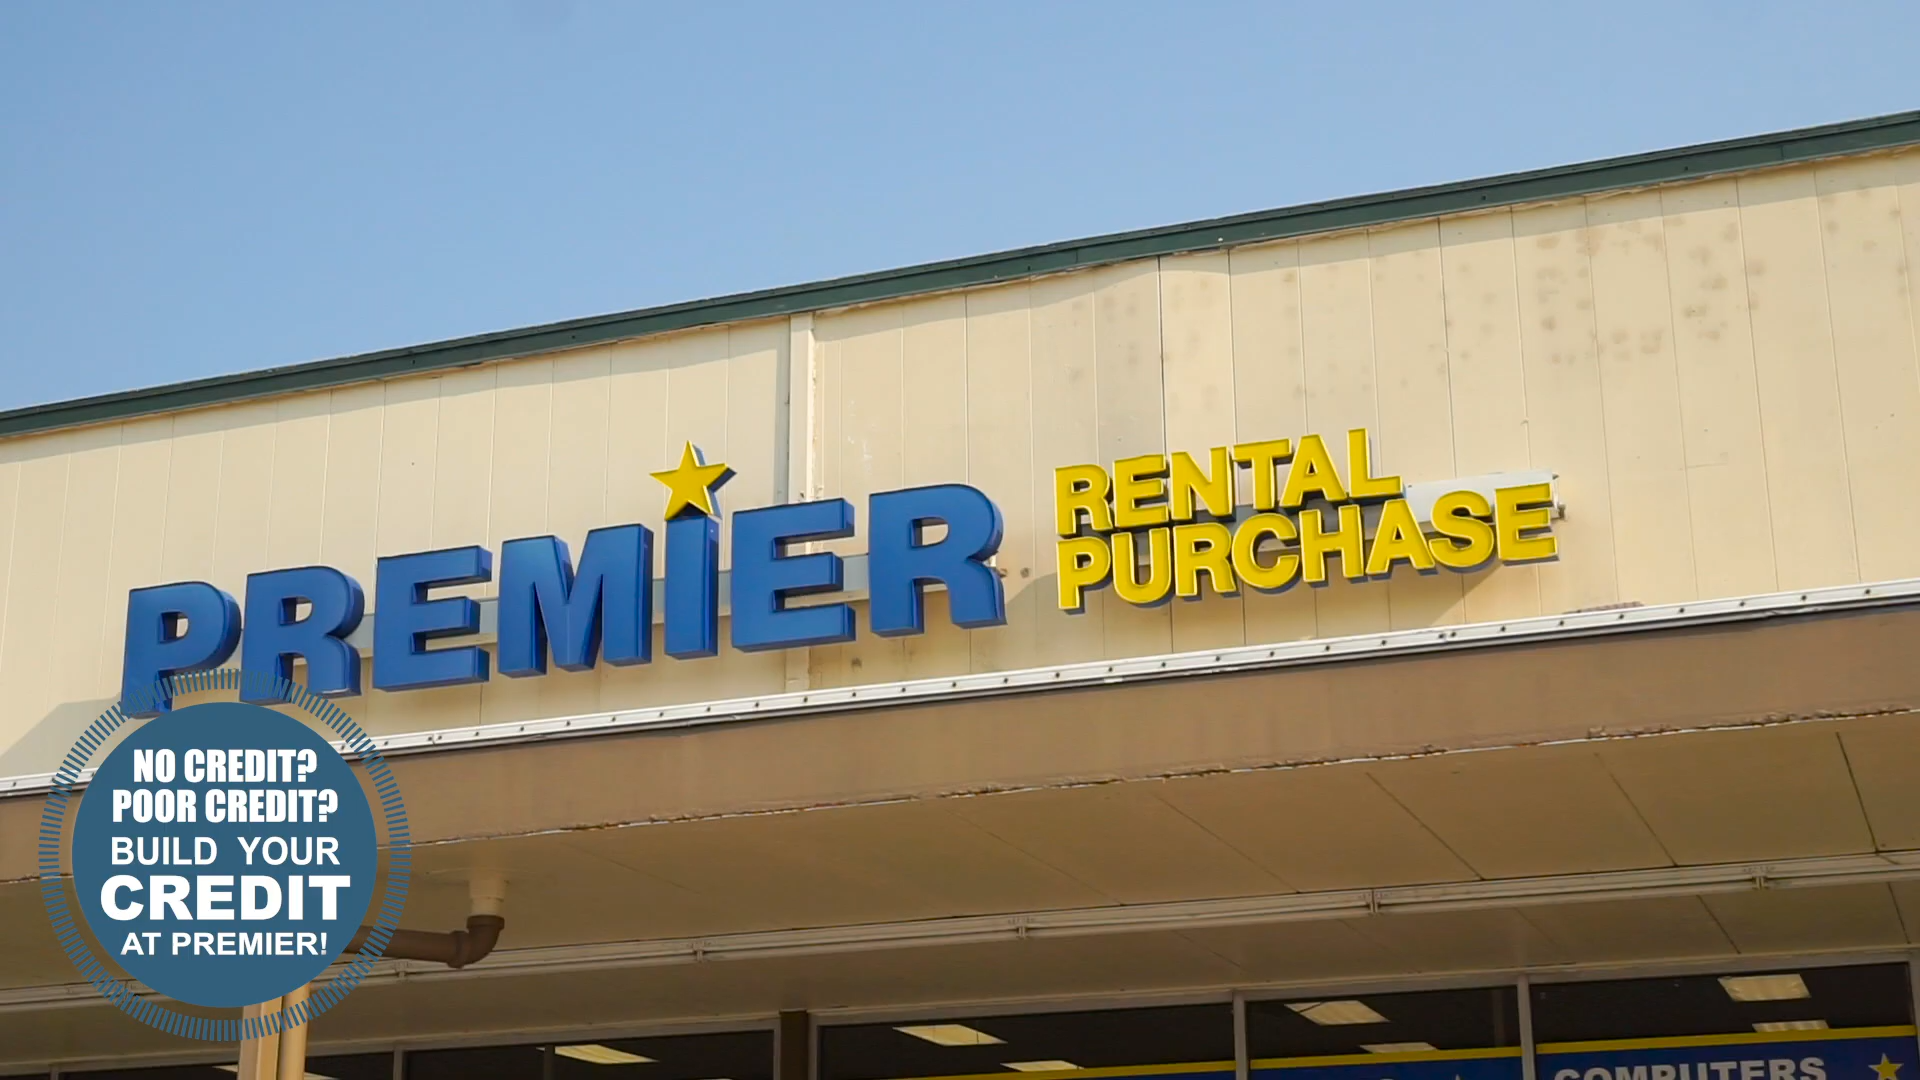 PREMIER
RENTAL
PURCHASE
NO CREDIT?
POOR CREDIT?
BUILD YOUR
CREDIT
AT PREMIER!
COMPUTERS